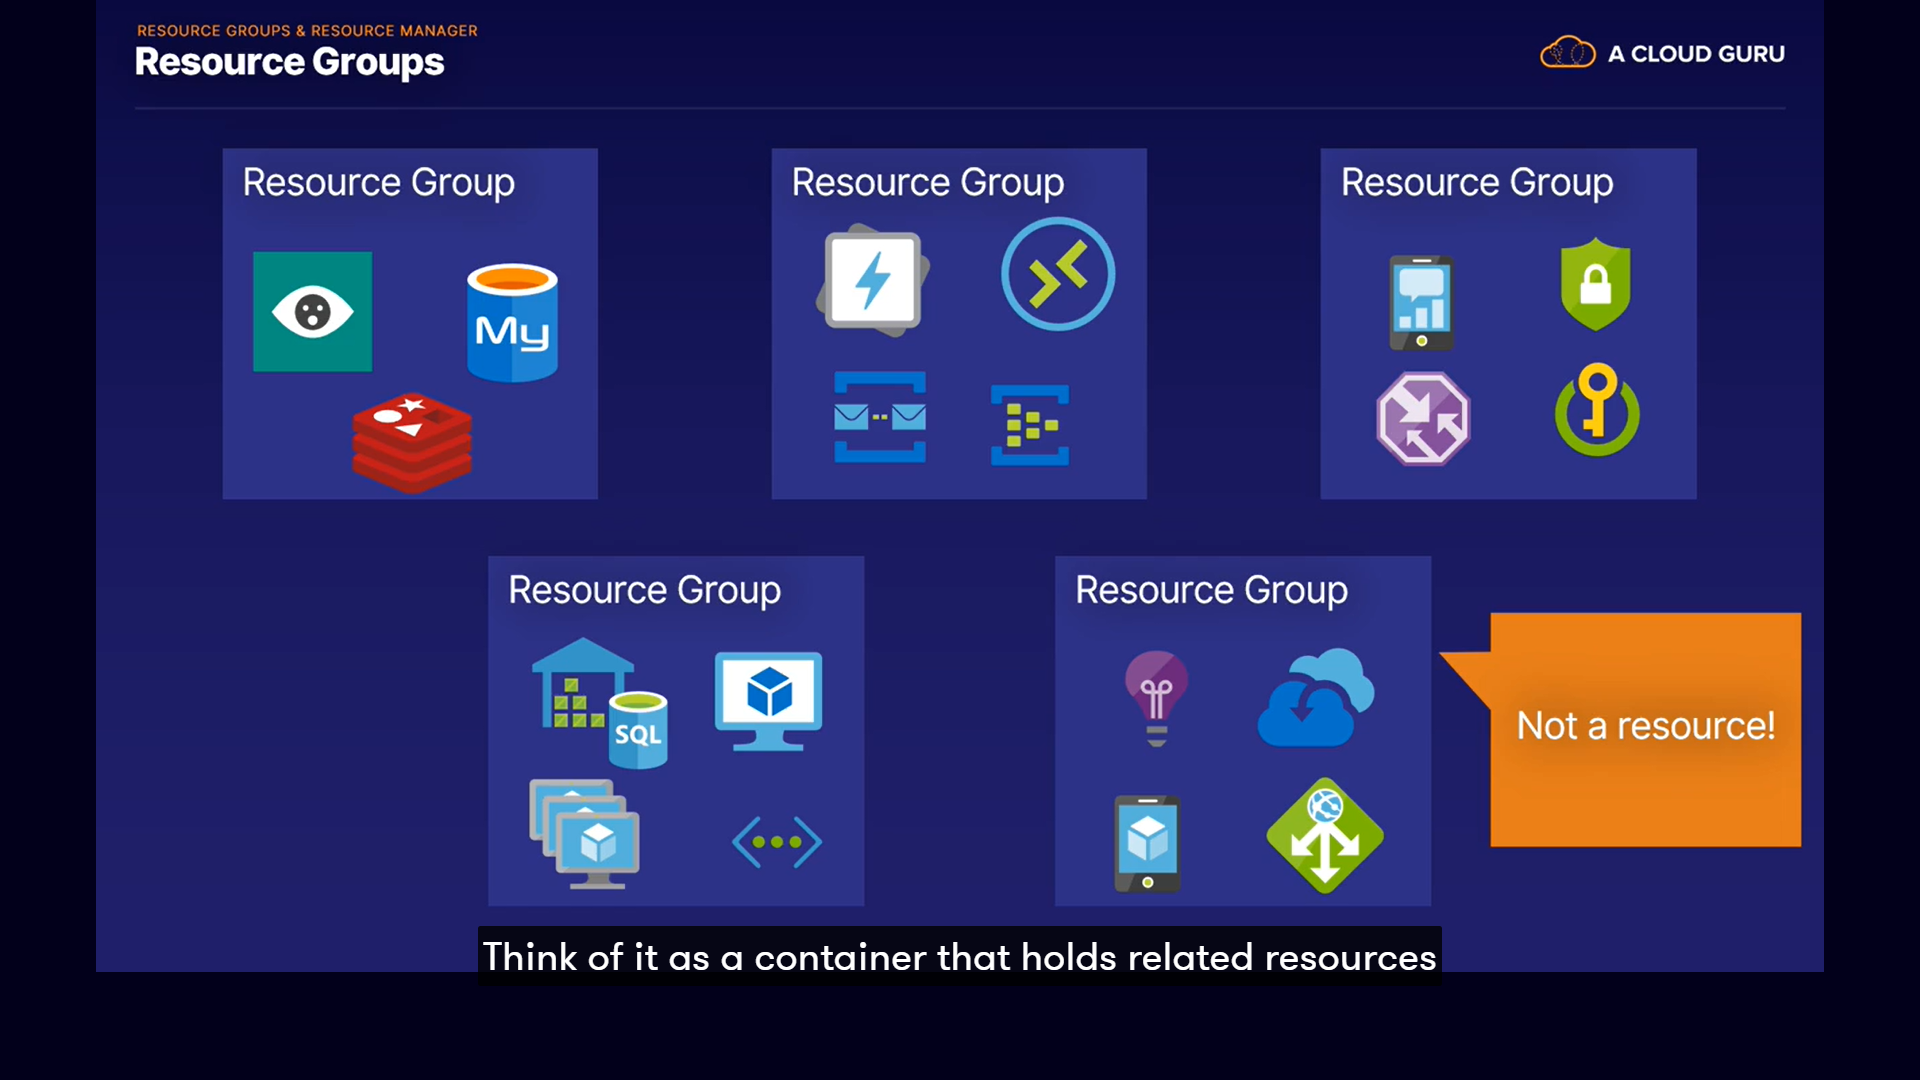 RESOURCE GROUPS & RESOURCE MANAGER
Resource Groups
A CLOUD GURU
Resource Group
Resource Group
Resource Group
My
Resource Group
Resource Group
SQL
Not a resource!
Think of it as a container that holds related resources